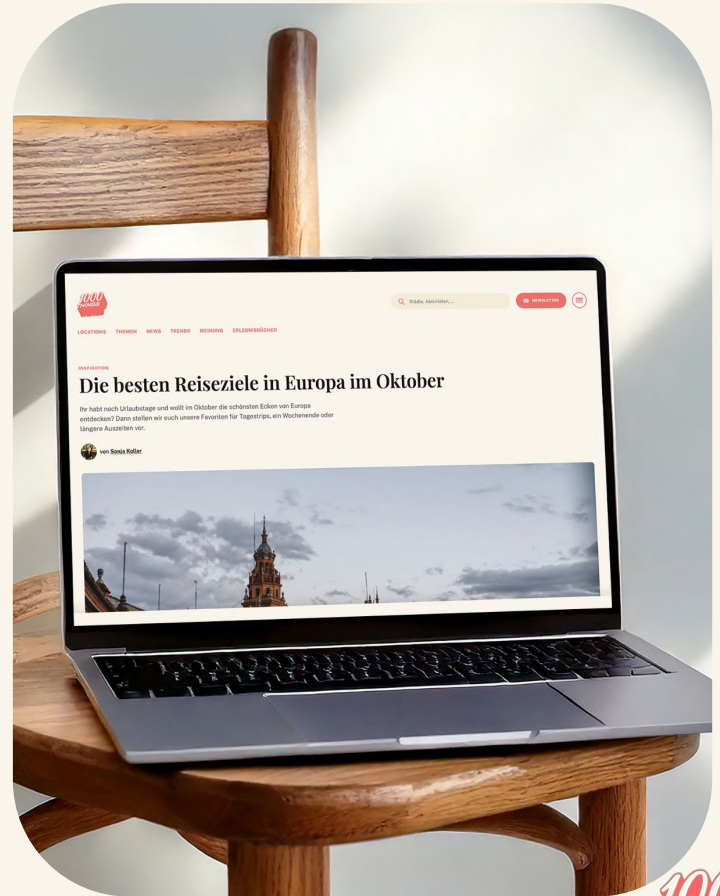 1000
THINGS
Städte, Aktivitäten, ...
NEWSLETTER
LOCATIONS THEMEN NEWS TRENDS MEINUNG ERLEBNISBÜCHER
INSPIRATION
Die besten Reiseziele in Europa im Oktober
Ihr habt noch Urlaubstage und wollt im Oktober die schönsten Ecken von Europa
entdecken? Dann stellen wir euch unsere Favoriten für Tagestrips, ein Wochenende oder
längere Auszeiten vor.
von Sonja Koller